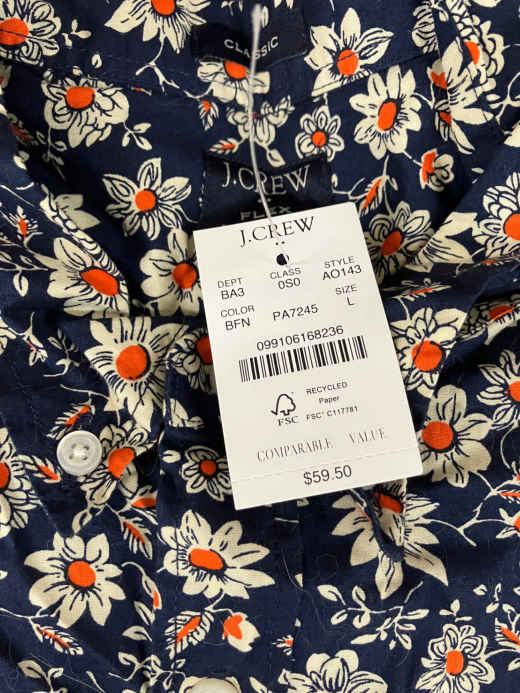 J.CREW
CLASSIC
J.CREW
FLEX
J.CREW
DEPT CLASS STYLE
BA3 0S0 AO143
COLOR SIZE
BFN PA7245 L
099106168236
RECYCLED
Paper
FSC® C117781
FSC
COMPARABLE VALUE
$59.50